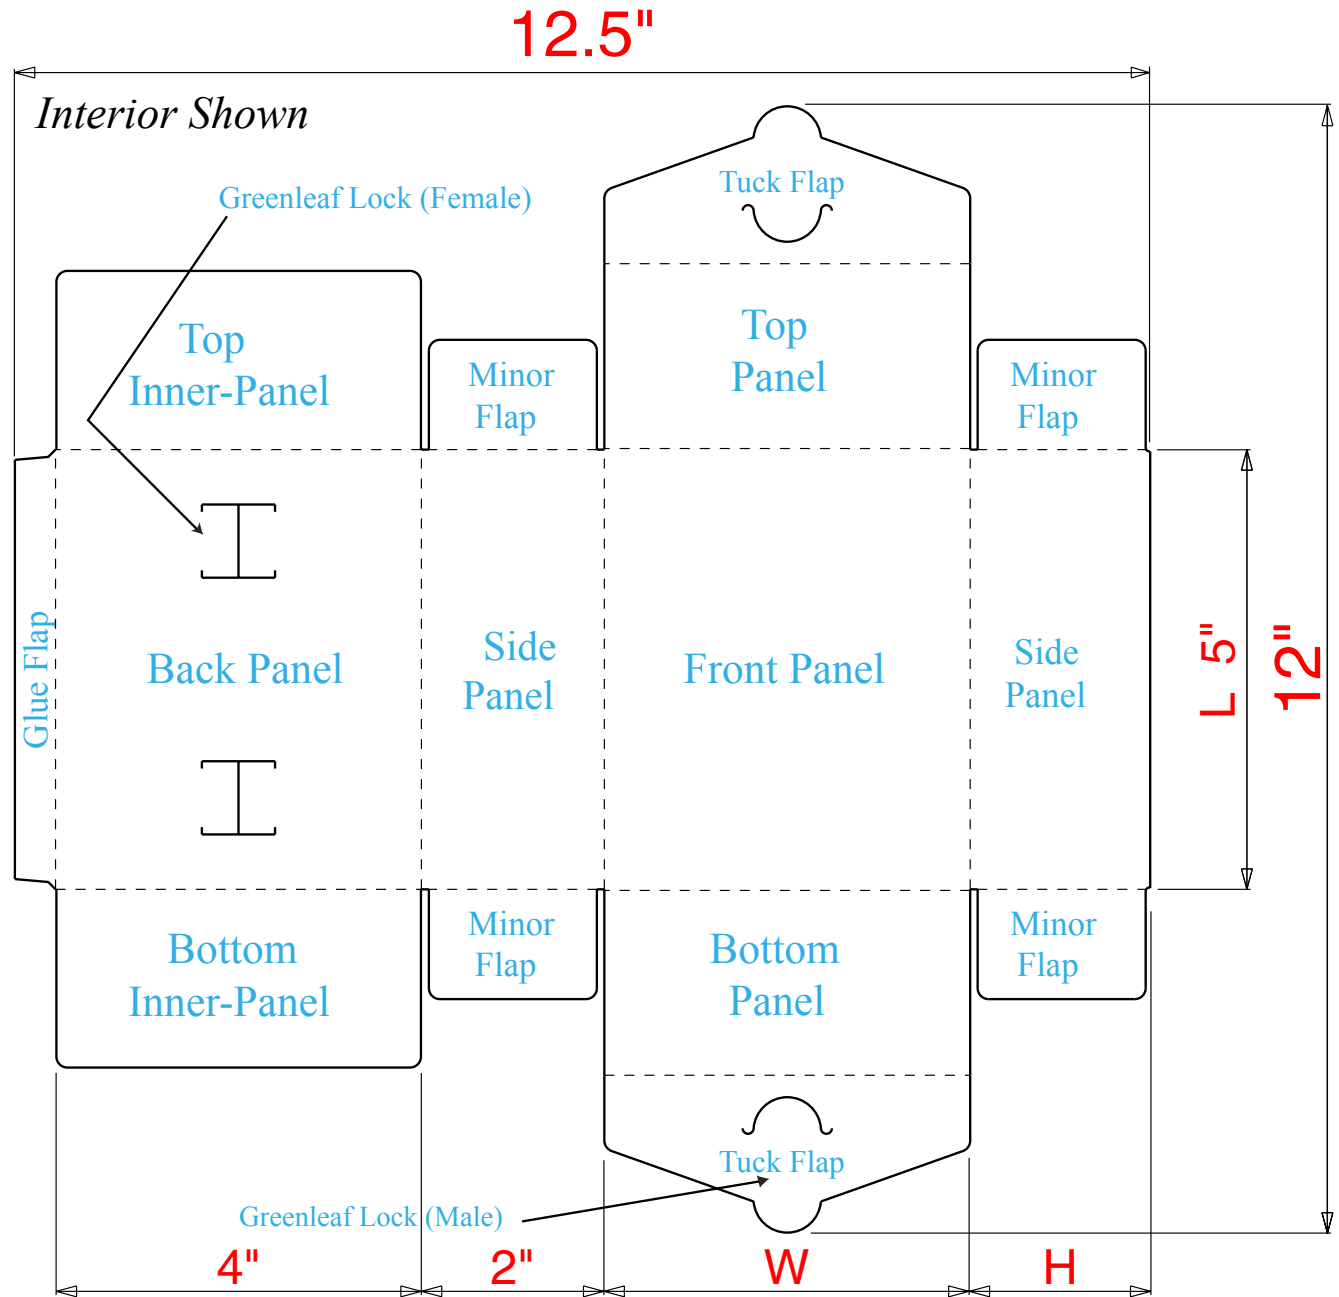 12.5"
Interior Shown
Tuck Flap
Greenleaf Lock (Female)
Top
Inner-Panel
Minor
Flap
Top
Panel
Minor
Flap
Glue Flap
Back Panel
Side
Panel
Front Panel
Side
Panel
L 5"
12"
Bottom
Inner-Panel
Minor
Flap
Bottom
Panel
Minor
Flap
Tuck Flap
Greenleaf Lock (Male)
4"
2"
W
H